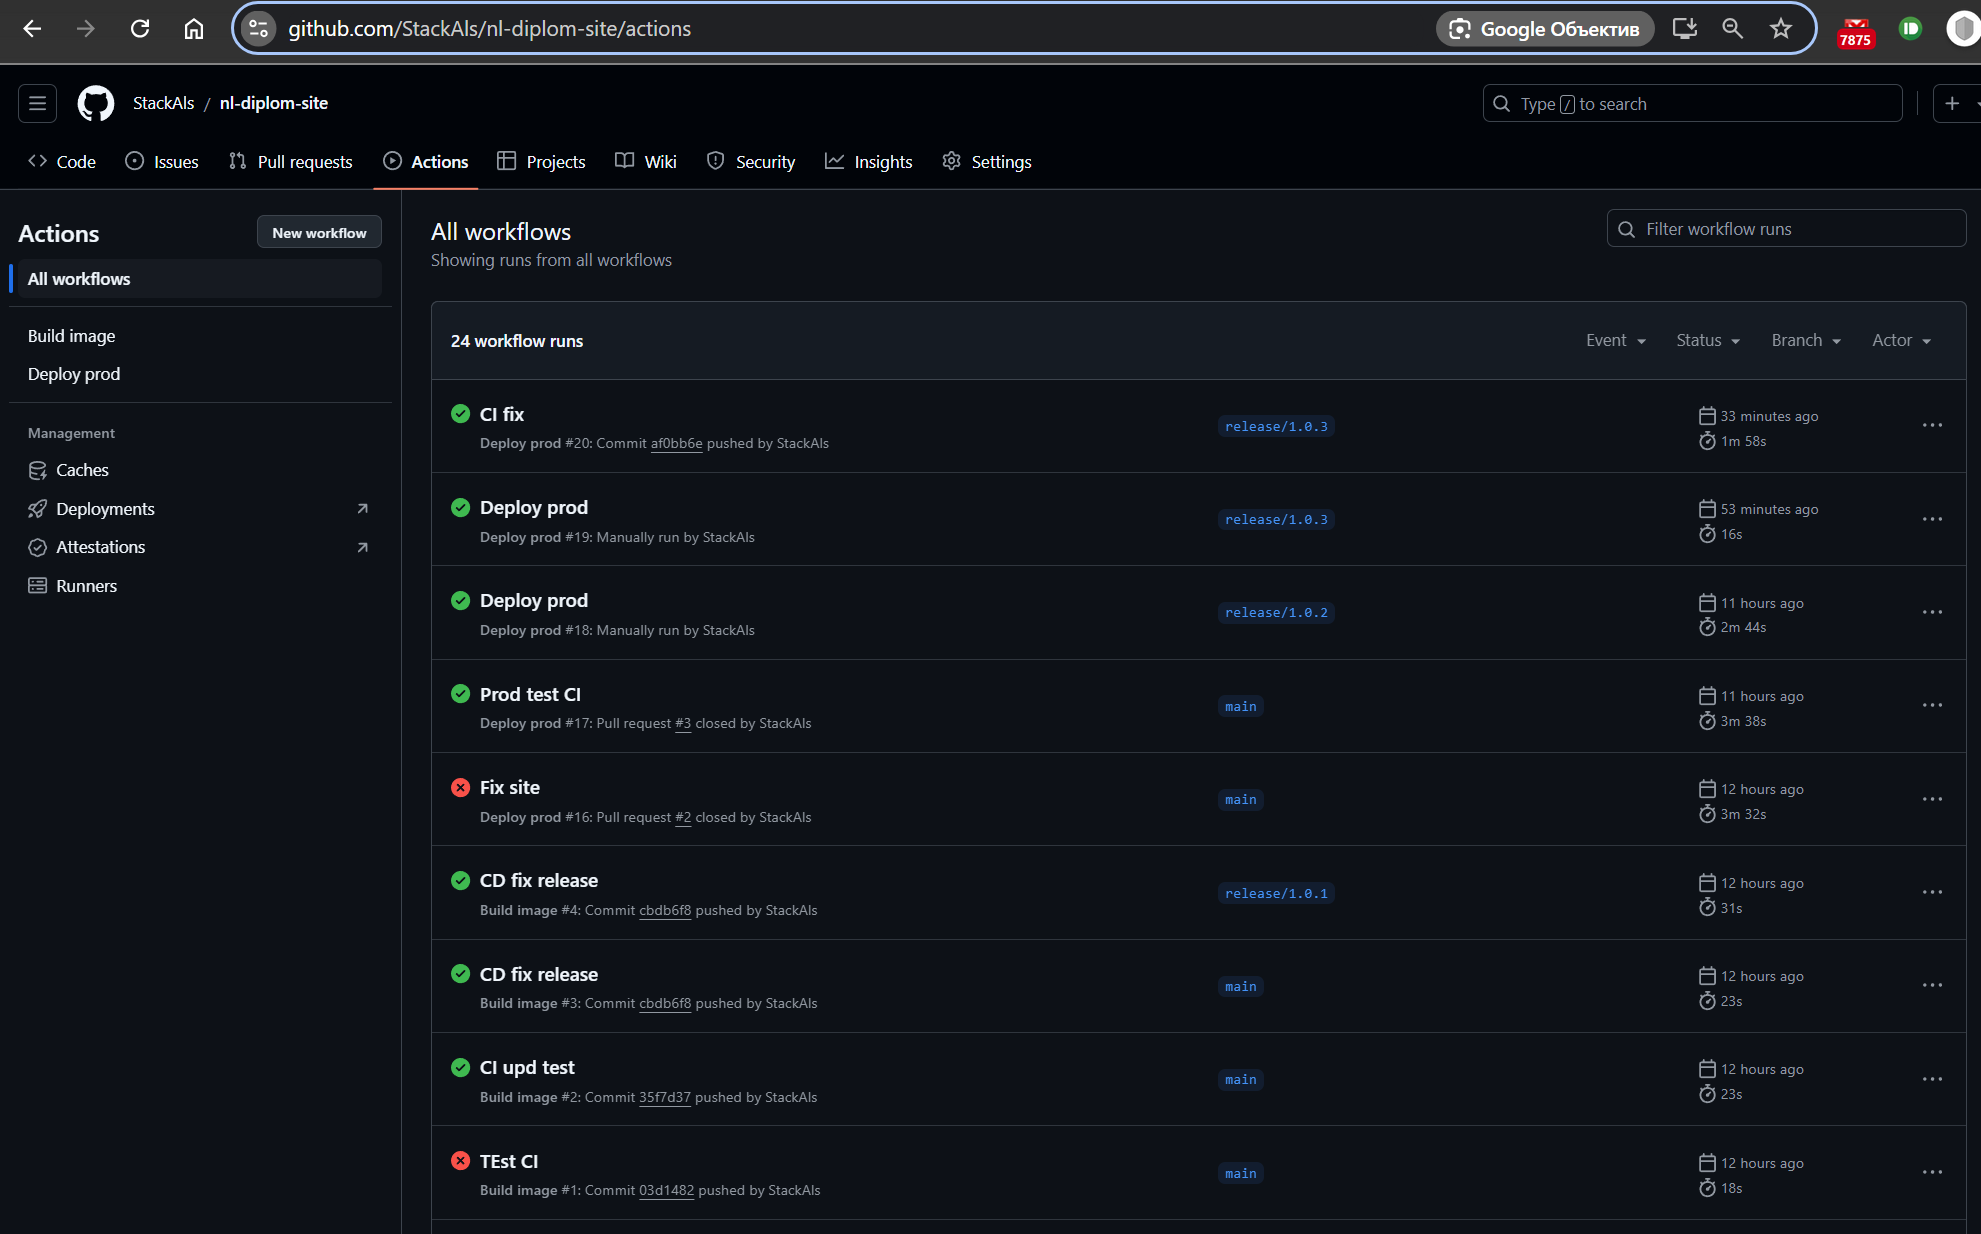 github.com/StackAls/nl-diplom-site/actions
Google Объектив
7875
StackAls / nl-diplom-site
Type / to search
Code
Issues
Pull requests
Actions
Projects
Wiki
Security
Insights
Settings
Actions
New workflow
All workflows
Build image
Deploy prod
Management
Caches
Deployments
Attestations
Runners
All workflows
Showing runs from all workflows
Filter workflow runs
24 workflow runs
Event
Status
Branch
Actor
CI fix
Deploy prod #20: Commit af0bb6e pushed by StackAls
release/1.0.3
33 minutes ago
1m 58s
Deploy prod
Deploy prod #19: Manually run by StackAls
release/1.0.3
53 minutes ago
16s
Deploy prod
Deploy prod #18: Manually run by StackAls
release/1.0.2
11 hours ago
2m 44s
Prod test CI
Deploy prod #17: Pull request #3 closed by StackAls
main
11 hours ago
3m 38s
Fix site
Deploy prod #16: Pull request #2 closed by StackAls
main
12 hours ago
3m 32s
CD fix release
Build image #4: Commit cbdb6f8 pushed by StackAls
release/1.0.1
12 hours ago
31s
CD fix release
Build image #3: Commit cbdb6f8 pushed by StackAls
main
12 hours ago
23s
CI upd test
Build image #2: Commit 35f7d37 pushed by StackAls
main
12 hours ago
23s
TEst CI
Build image #1: Commit 03d1482 pushed by StackAls
main
12 hours ago
18s